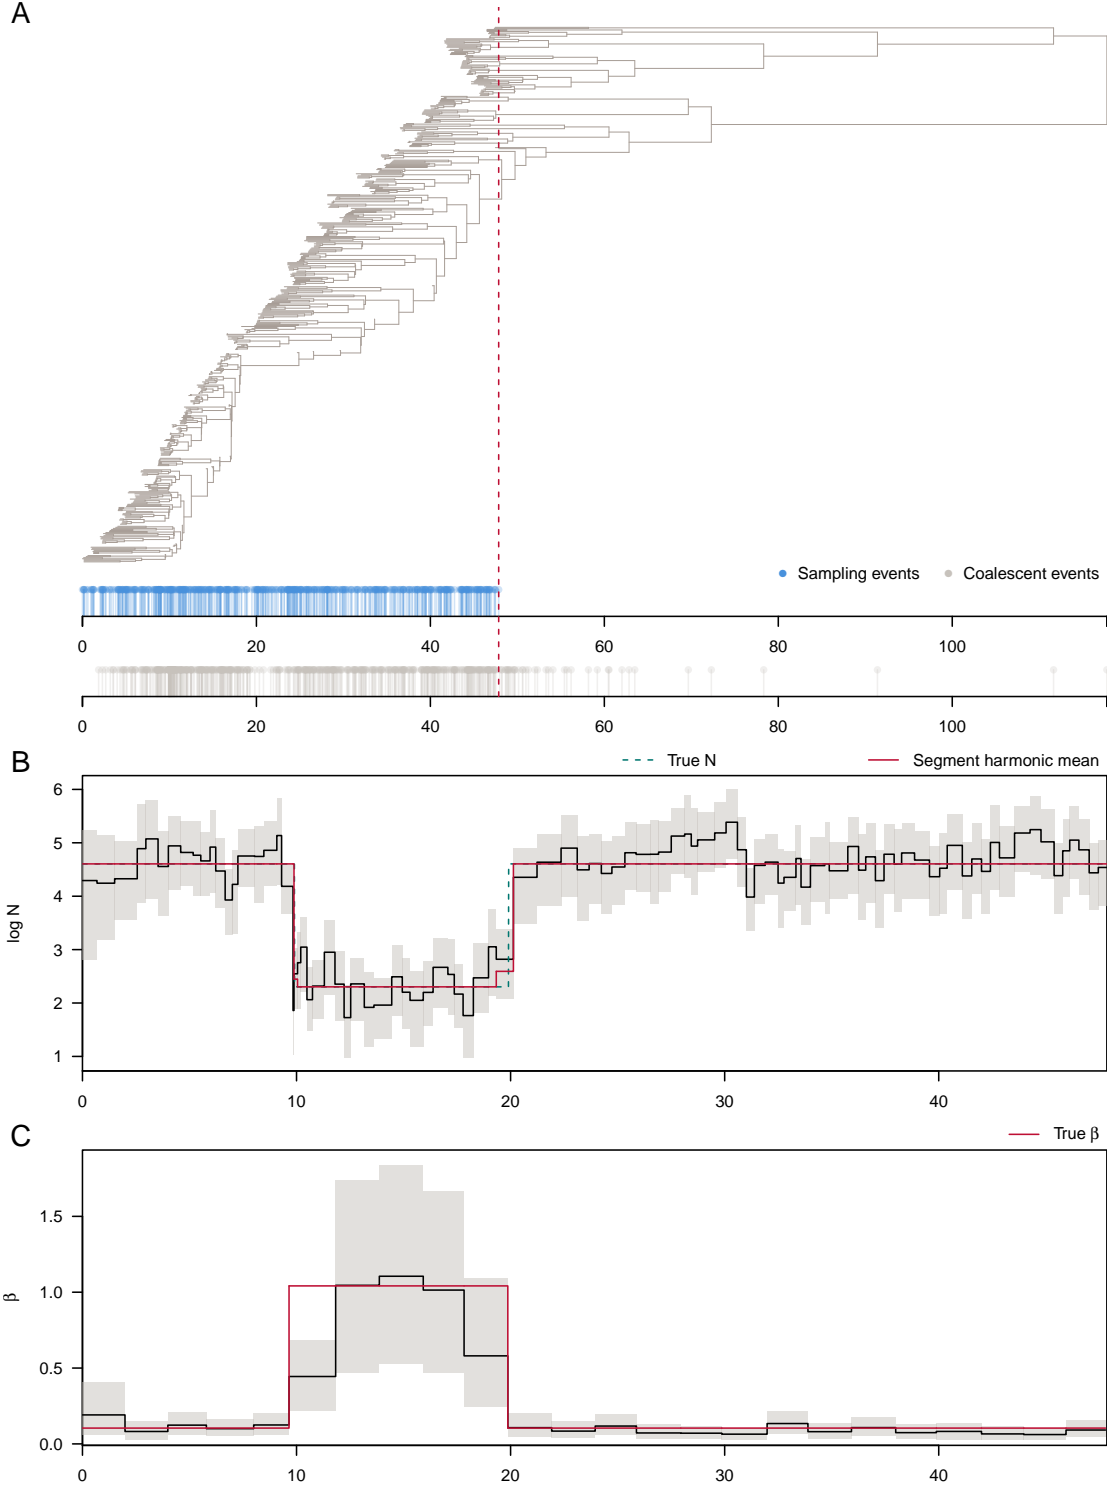 A
Sampling events Coalescent events
0 20 40 60 80 100
0 20 40 60 80 100
B
True N Segment harmonic mean
6
5
4
3
2
1
log N
0 10 20 30 40
C
True β
1.5
1.0
0.5
0.0
β
0 10 20 30 40